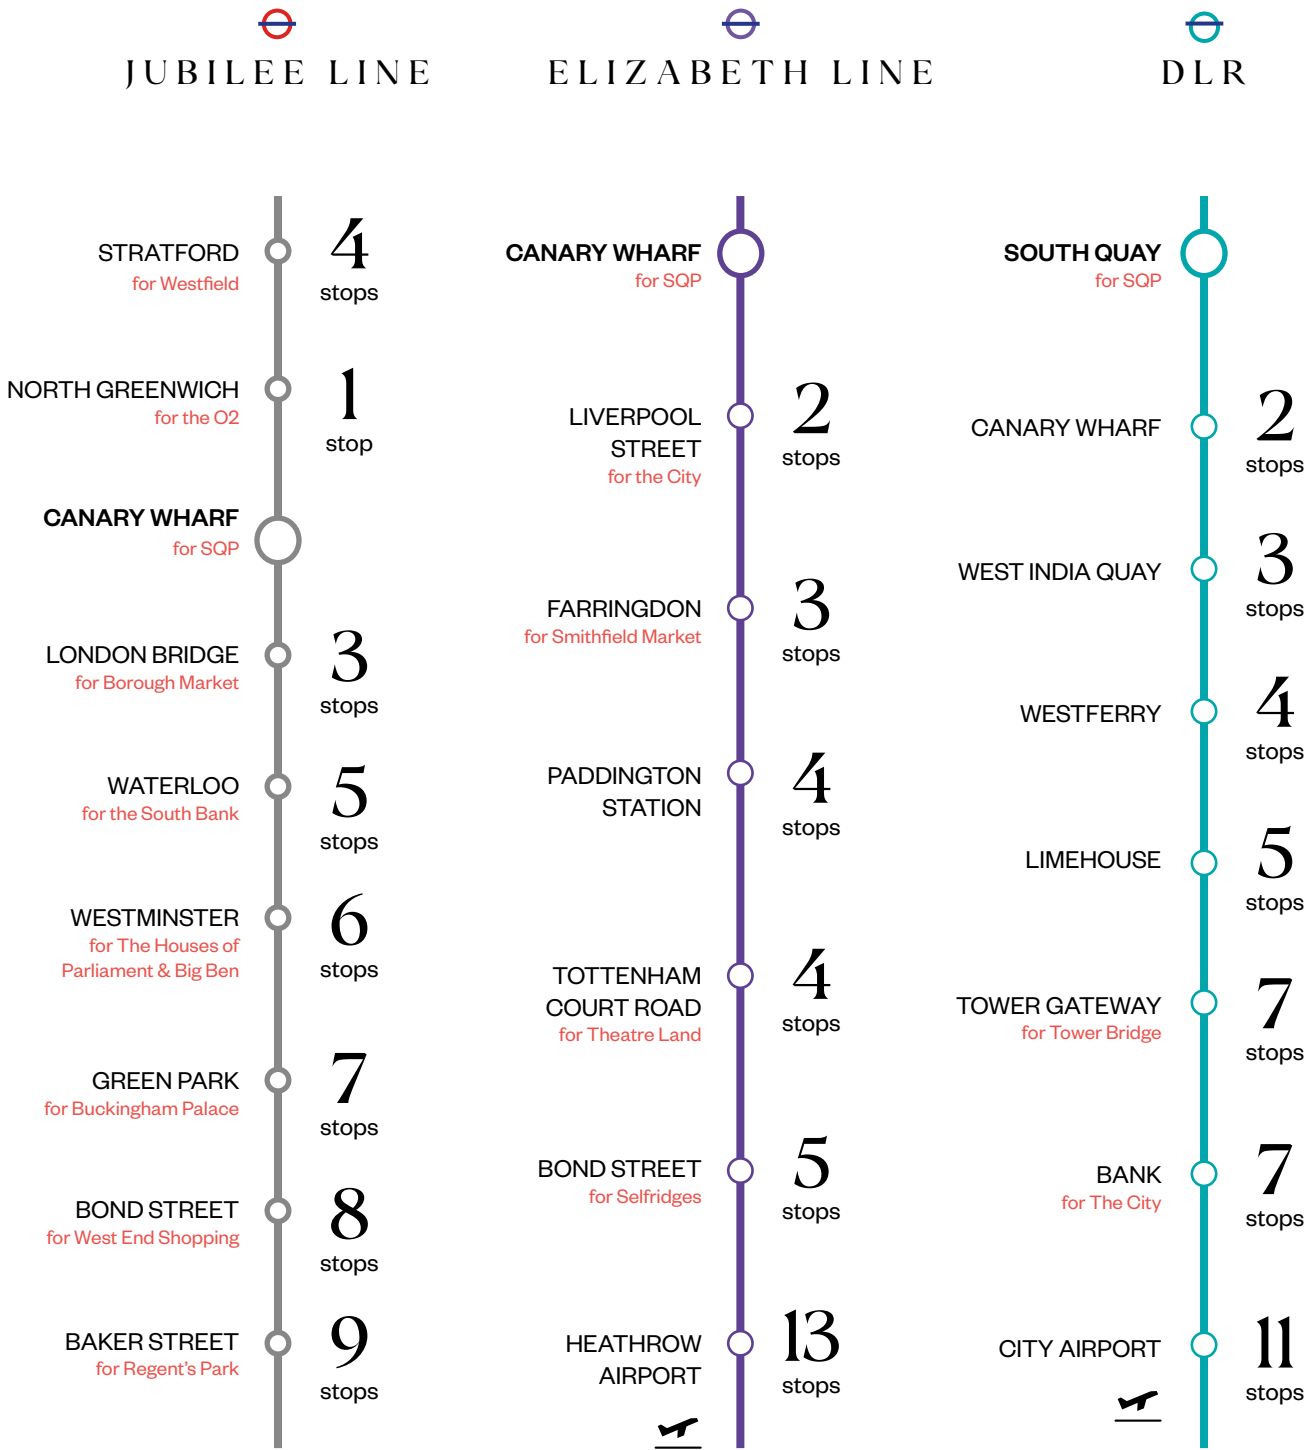 JUBILEE LINE
STRATFORD
for Westfield
4
stops
NORTH GREENWICH
for the O2
1
stop
CANARY WHARF
for SQP
LONDON BRIDGE
for Borough Market
3
stops
WATERLOO
for the South Bank
5
stops
WESTMINSTER
for The Houses of
Parliament & Big Ben
6
stops
GREEN PARK
for Buckingham Palace
7
stops
BOND STREET
for West End Shopping
8
stops
BAKER STREET
for Regent's Park
9
stops
ELIZABETH LINE
CANARY WHARF
for SQP
LIVERPOOL
STREET
for the City
2
stops
FARRINGDON
for Smithfield Market
3
stops
PADDINGTON
STATION
4
stops
TOTTENHAM
COURT ROAD
for Theatre Land
4
stops
BOND STREET
for Selfridges
5
stops
HEATHROW
AIRPORT
13
stops
DLR
SOUTH QUAY
for SQP
CANARY WHARF
2
stops
WEST INDIA QUAY
3
stops
WESTFERRY
4
stops
LIMEHOUSE
5
stops
TOWER GATEWAY
for Tower Bridge
7
stops
BANK
for The City
7
stops
CITY AIRPORT
11
stops